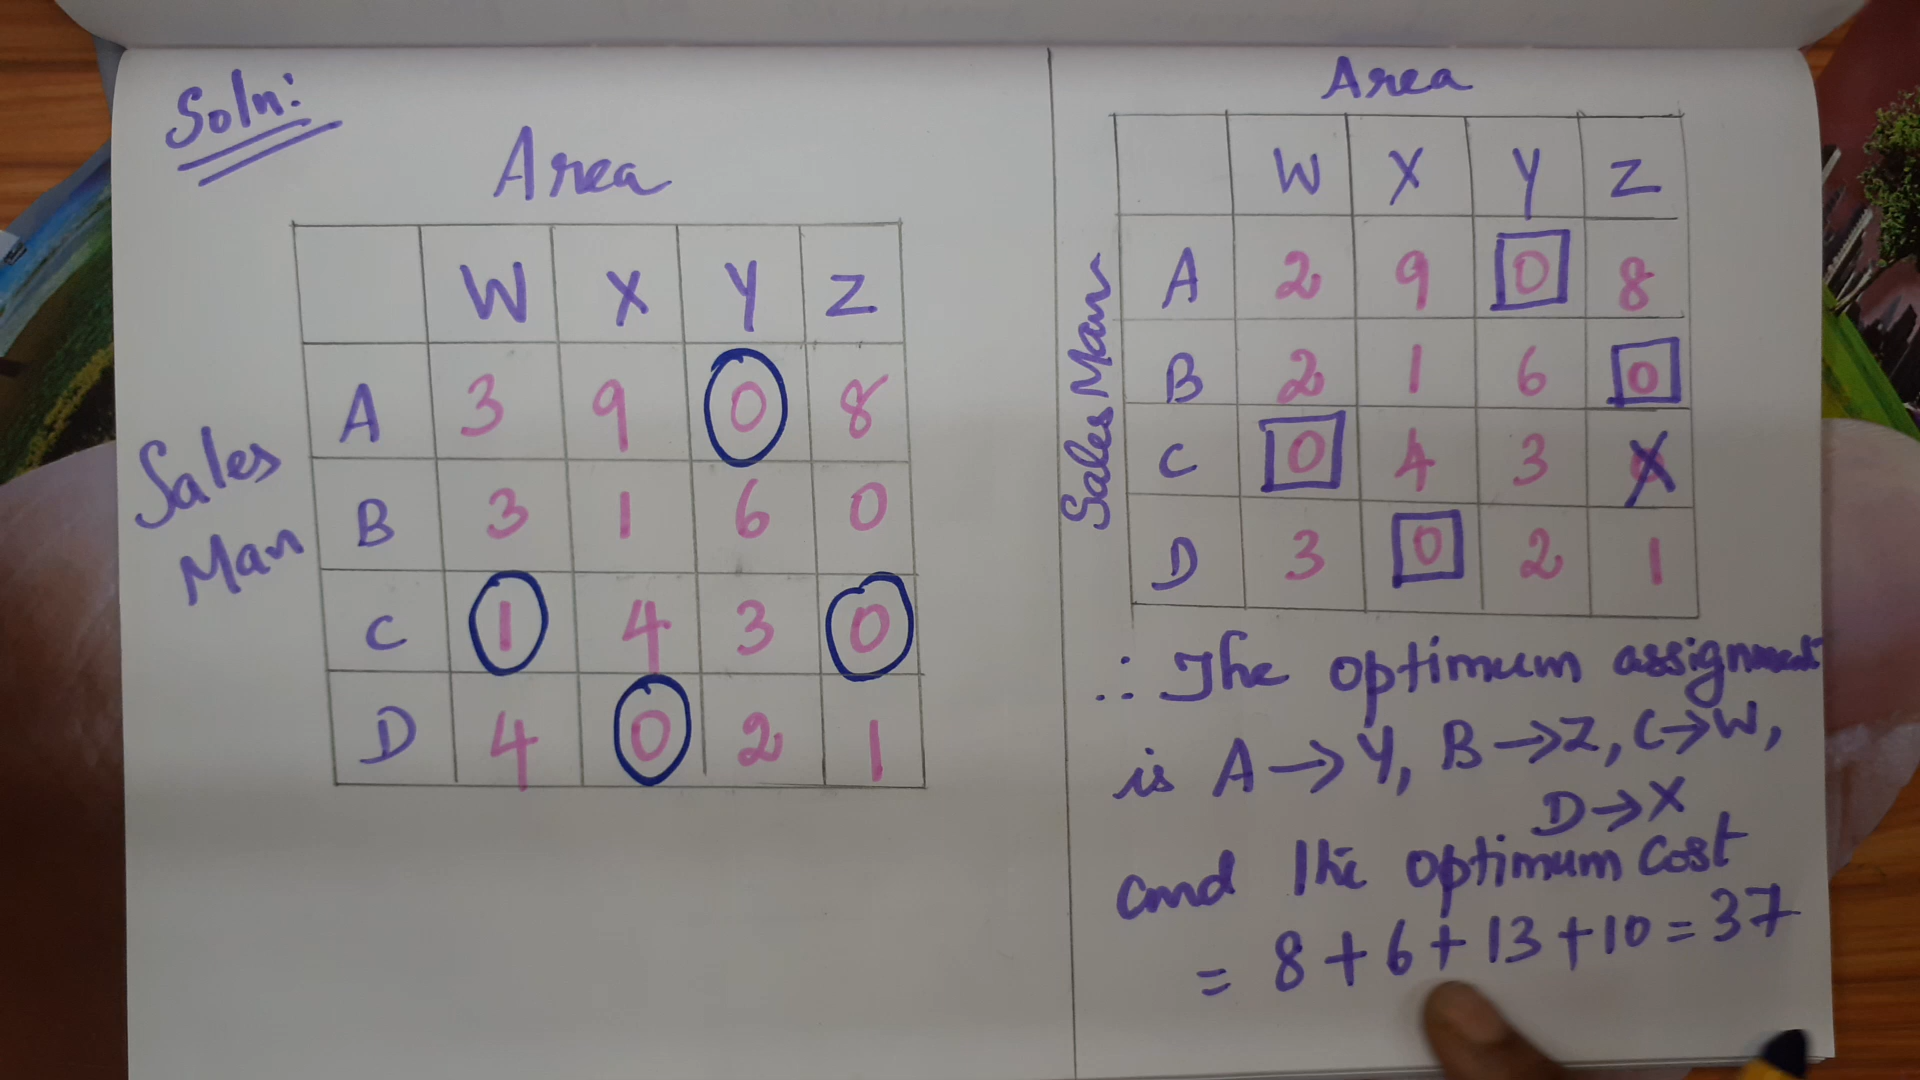 Soln:
Area
W X Y Z
A 3 9 0 8
B 3 1 6 0
C 1 4 3 0
D 4 0 2 1
Sales
Man
Area
W X Y Z
A 2 9 0 8
B 2 1 6 0
C 0 4 3 0
D 3 0 2 1
Sales Man
∴ The optimum assignment
is A → Y, B → Z, C → W,
D → X
and the optimum cost
= 8 + 6 + 13 + 10 = 37